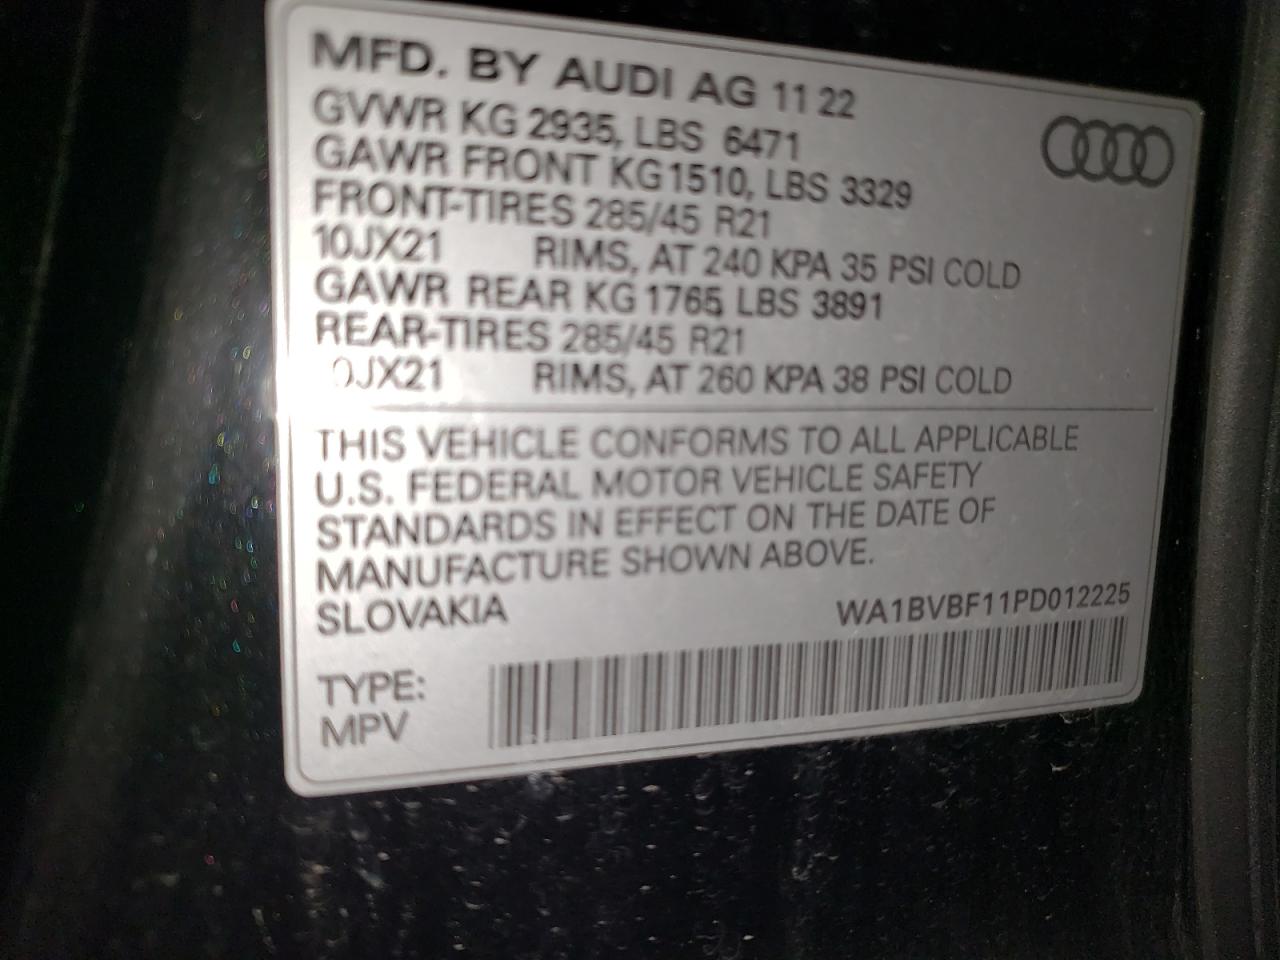 MFD. BY AUDI AG 11 22
GVWR KG 2935, LBS 6471
GAWR FRONT KG1510, LBS 3329
FRONT-TIRES 285/45 R21
10JX21 RIMS, AT 240 KPA 35 PSI COLD
GAWR REAR KG 1765 LBS 3891
REAR-TIRES 285/45 R21
0JX21 RIMS, AT 260 KPA 38 PSI COLD
THIS VEHICLE CONFORMS TO ALL APPLICABLE
U.S. FEDERAL MOTOR VEHICLE SAFETY
STANDARDS IN EFFECT ON THE DATE OF
MANUFACTURE SHOWN ABOVE.
SLOVAKIA WA1BVBF11PD012225
TYPE:
MPV